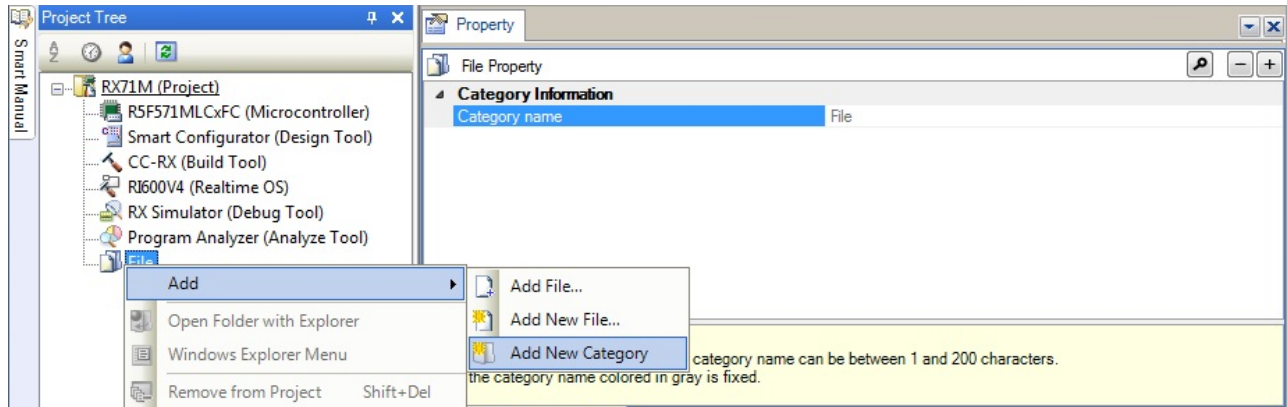 Smart Manual
Project Tree
RX71M (Project)
R5F571MLCxFC (Microcontroller)
Smart Configurator (Design Tool)
CC-RX (Build Tool)
RI600V4 (Realtime OS)
RX Simulator (Debug Tool)
Program Analyzer (Analyze Tool)
File
Add
Open Folder with Explorer
Windows Explorer Menu
Remove from Project Shift+Del
Add File...
Add New File...
Add New Category
Property
File Property
Category Information
Category name File
category name can be between 1 and 200 characters.
the category name colored in gray is fixed.